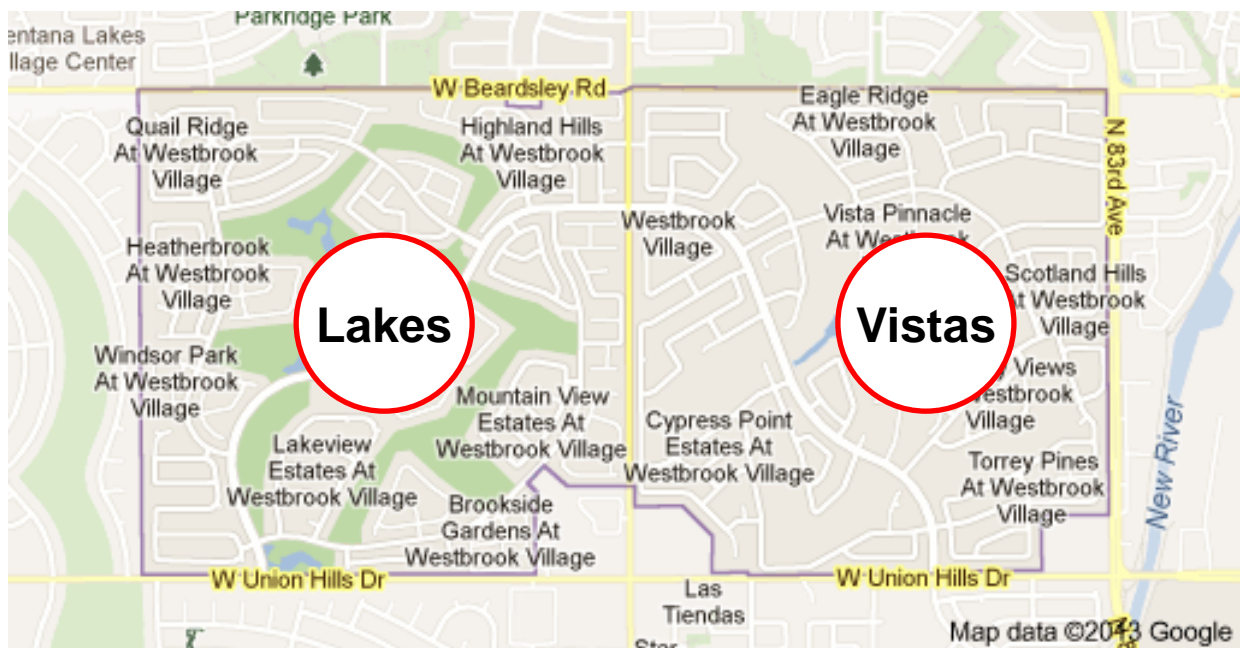 Parkridge Park
entana Lakes
llage Center
W Beardsley Rd
Quail Ridge
At Westbrook
Village
Highland Hills
At Westbrook
Village
Eagle Ridge
At Westbrook
Village
N 83rd Ave
Westbrook
Village
Vista Pinnacle
At
Heatherbrook
At Westbrook
Village
Lakes
Vistas
Scotland Hills
At Westbrook
Village
Windsor Park
At Westbrook
Village
Mountain View
Estates At
Westbrook Village
Views
Westbrook
Village
Cypress Point
Estates At
Westbrook Village
Lakeview
Estates At
Westbrook Village
Torrey Pines
At Westbrook
Village
New River
Brookside
Gardens At
Westbrook Village
W Union Hills Dr
W Union Hills Dr
Las
Tiendas
Map data ©2013 Google